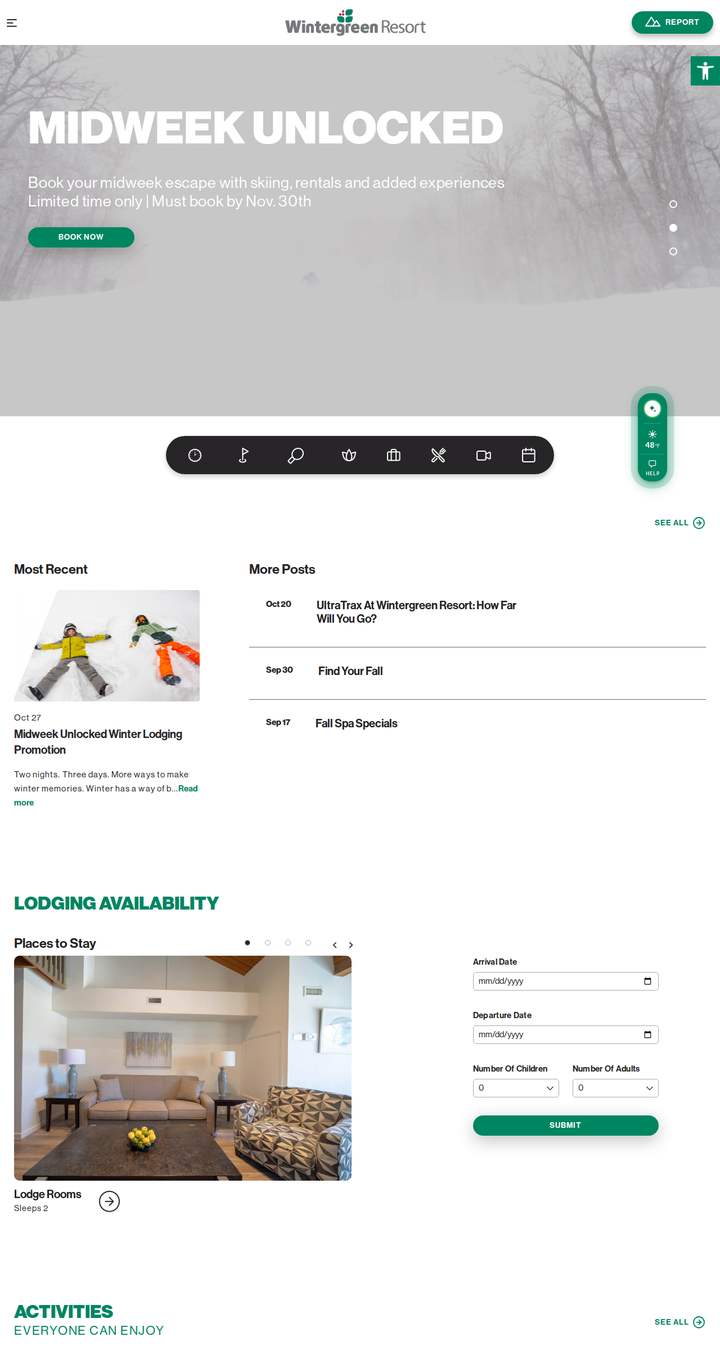 Wintergreen Resort
REPORT
MIDWEEK UNLOCKED
Book your midweek escape with skiing, rentals and added experiences
Limited time only | Must book by Nov. 30th
BOOK NOW
48°F
HELP
SEE ALL
Most Recent
Oct 27
Midweek Unlocked Winter Lodging
Promotion
Two nights. Three days. More ways to make
winter memories. Winter has a way of b...Read
more
More Posts
Oct 20 UltraTrax At Wintergreen Resort: How Far
Will You Go?
Sep 30 Find Your Fall
Sep 17 Fall Spa Specials
LODGING AVAILABILITY
Places to Stay
Lodge Rooms
Sleeps 2
Arrival Date
mm/dd/yyyy
Departure Date
mm/dd/yyyy
Number Of Children Number Of Adults
0 0
SUBMIT
ACTIVITIES
EVERYONE CAN ENJOY
SEE ALL